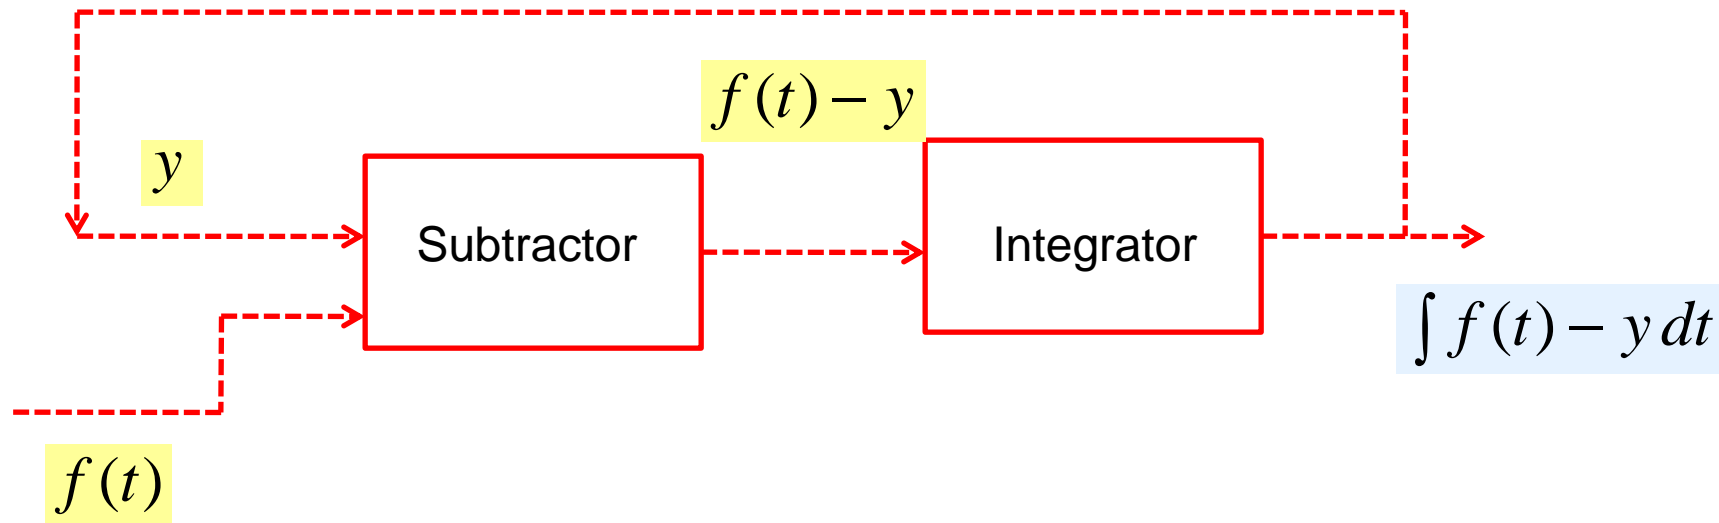 f(t) − y
y
Subtractor
Integrator
∫ f(t) − y dt
f(t)